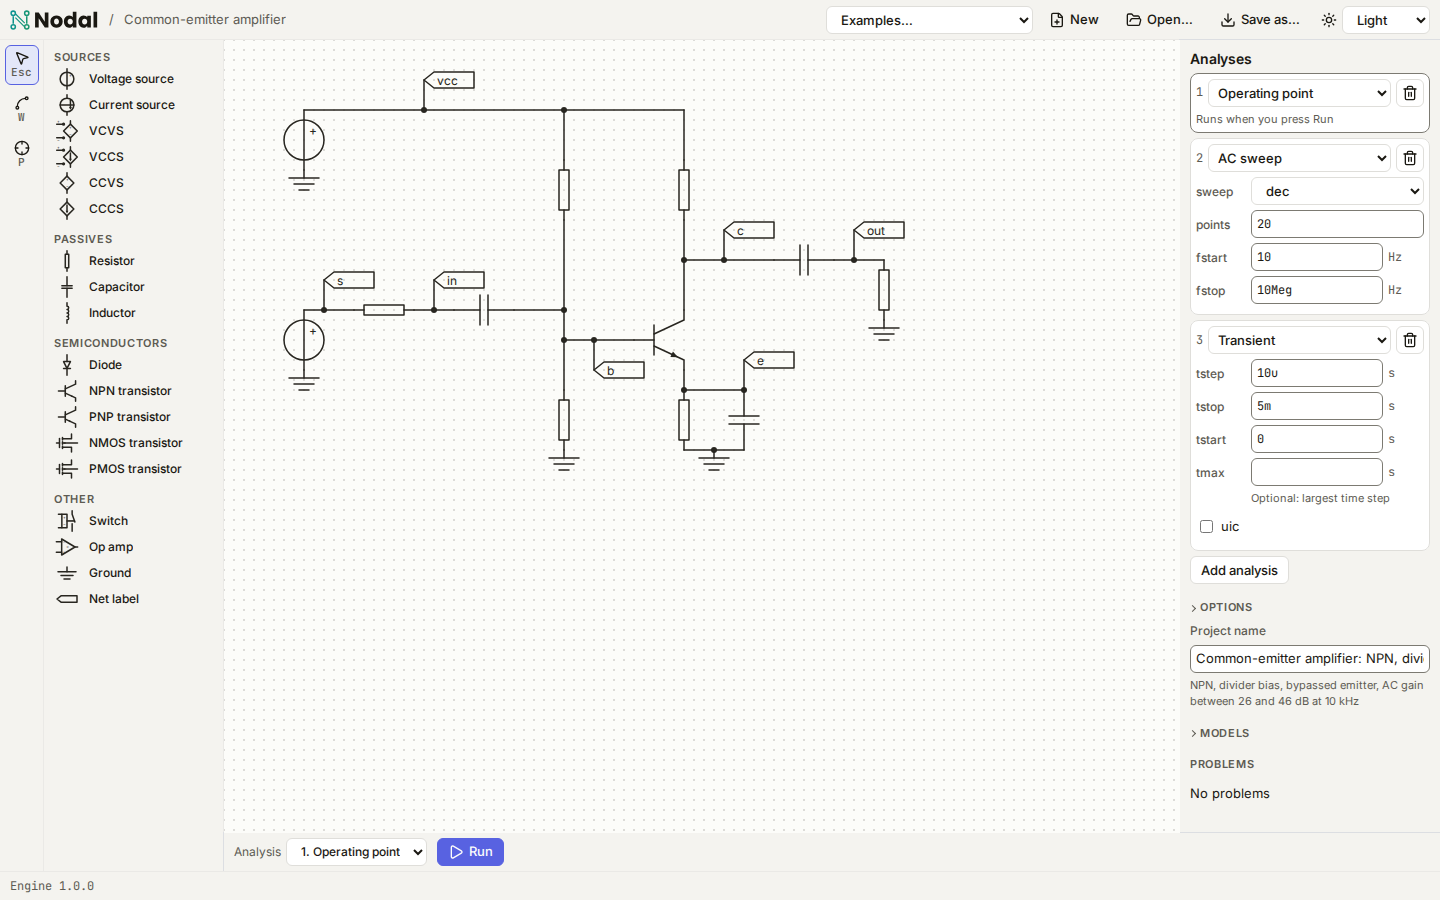 Nodal / Common-emitter amplifier Examples... New Open... Save as... Light
Esc
W
P
SOURCES
Voltage source
Current source
VCVS
VCCS
CCVS
CCCS
PASSIVES
Resistor
Capacitor
Inductor
SEMICONDUCTORS
Diode
NPN transistor
PNP transistor
NMOS transistor
PMOS transistor
OTHER
Switch
Op amp
Ground
Net label
vcc
+
c
out
s
in
+
b
e
Analyses
1 Operating point
Runs when you press Run
2 AC sweep
sweep dec
points 20
fstart 10 Hz
fstop 10Meg Hz
3 Transient
tstep 10u s
tstop 5m s
tstart 0 s
tmax s
Optional: largest time step
uic
Add analysis
OPTIONS
Project name
Common-emitter amplifier: NPN, divi
NPN, divider bias, bypassed emitter, AC gain
between 26 and 46 dB at 10 kHz
MODELS
PROBLEMS
No problems
Analysis 1. Operating point Run
Engine 1.0.0